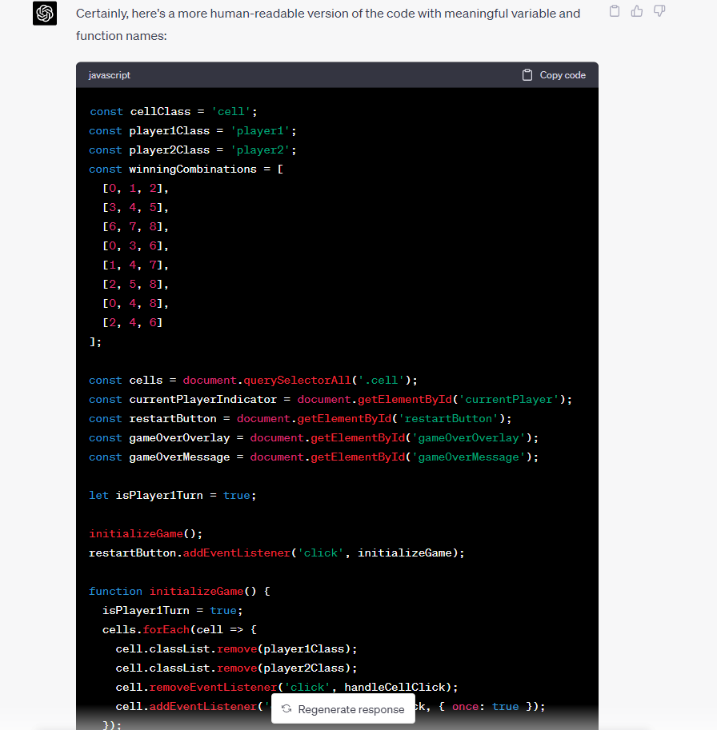 Certainly, here's a more human-readable version of the code with meaningful variable and
function names:
javascript
Copy code
const cellClass = 'cell';
const player1Class = 'player1';
const player2Class = 'player2';
const winningCombinations = [
[0, 1, 2],
[3, 4, 5],
[6, 7, 8],
[0, 3, 6],
[1, 4, 7],
[2, 5, 8],
[0, 4, 8],
[2, 4, 6]
];
const cells = document.querySelectorAll('.cell');
const currentPlayerIndicator = document.getElementById('currentPlayer');
const restartButton = document.getElementById('restartButton');
const gameOverOverlay = document.getElementById('gameOverOverlay');
const gameOverMessage = document.getElementById('gameOverMessage');
let isPlayer1Turn = true;
initializeGame();
restartButton.addEventListener('click', initializeGame);
function initializeGame() {
isPlayer1Turn = true;
cells.forEach(cell => {
cell.classList.remove(player1Class);
cell.classList.remove(player2Class);
cell.removeEventListener('click', handleCellClick);
cell.addEventListener(' ck, { once: true });
Regenerate response
});